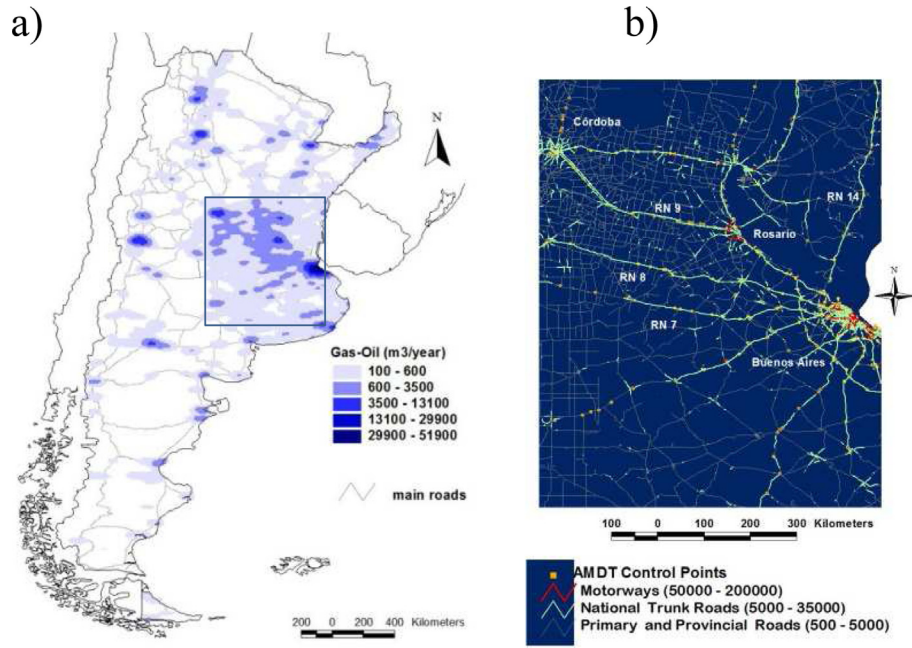 a)
b)
N
Gas-Oil (m3/year)
100 - 600
600 - 3500
3500 - 13100
13100 - 29900
29900 - 51900
main roads
200 0 200 400 Kilometers
Córdoba
RN 14
RN 9
Rosario
RN 8
N
RN 7
Buenos Aires
100 0 100 200 300 Kilometers
AMDT Control Points
Motorways (50000 - 200000)
National Trunk Roads (5000 - 35000)
Primary and Provincial Roads (500 - 5000)